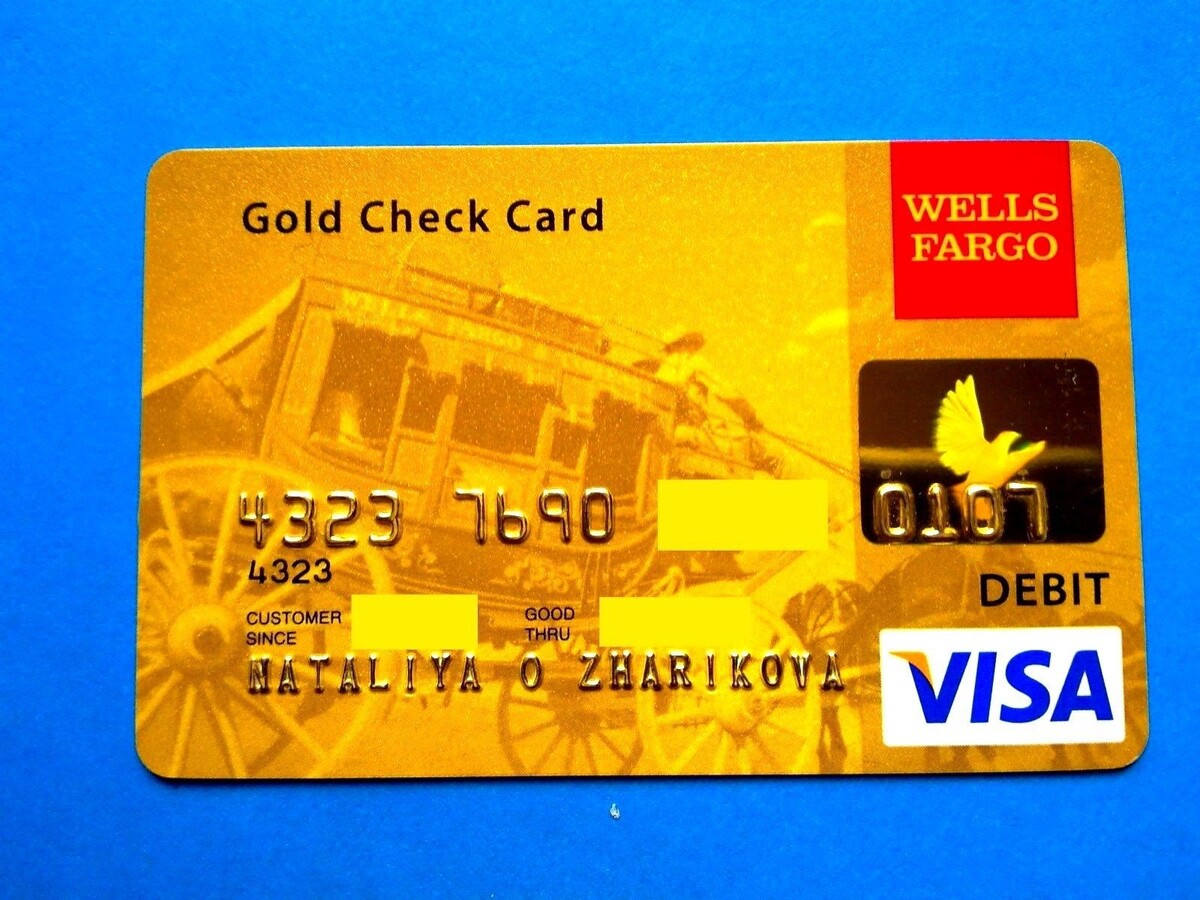 Gold Check Card
WELLS
FARGO
4323 7690 0107
4323
DEBIT
CUSTOMER SINCE
GOOD THRU
NATALIYA O ZHARIKOVA
VISA